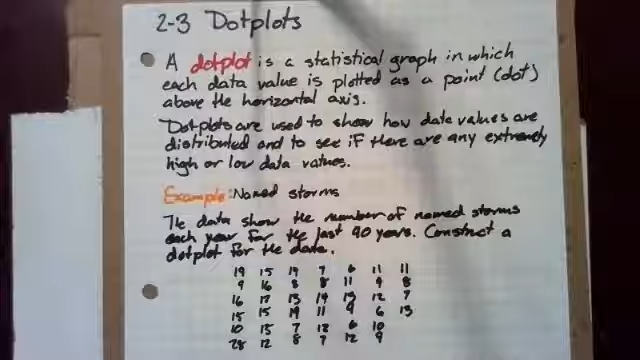 2-3 Dotplots
A dotplot is a statistical graph in which
each data value is plotted as a point (dot)
above the horizontal axis.
Dotplots are used to show how data values are
distributed and to see if there are any extremely
high or low data values.
Example: Named storms
The data show the number of named storms
each year for the last 40 years. Construct a
dotplot for the data.
19 15 14 7 6 11 11
9 16 8 8 11 9 8
16 17 13 14 13 12 7
15 15 19 11 9 6 13
10 15 7 12 6 10
28 12 8 7 12 9